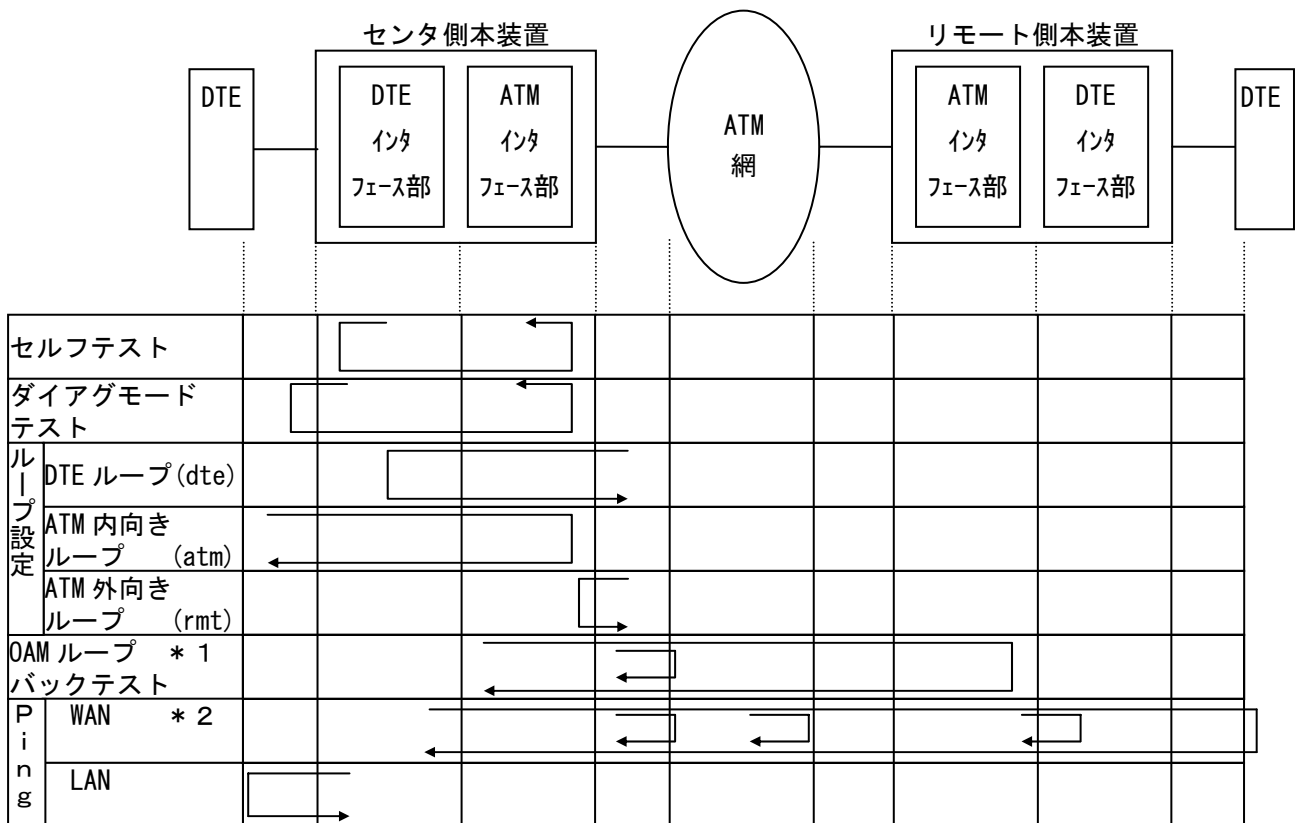 センタ側本装置
リモート側本装置
DTE
DTE
インタ
フェース部
ATM
インタ
フェース部
ATM
網
ATM
インタ
フェース部
DTE
インタ
フェース部
DTE
セルフテスト
ダイアグモード
テスト
ループ設定
DTE ループ(dte)
ATM 内向き
ループ (atm)
ATM 外向き
ループ (rmt)
OAM ループ *1
バックテスト
Ping
WAN *2
LAN